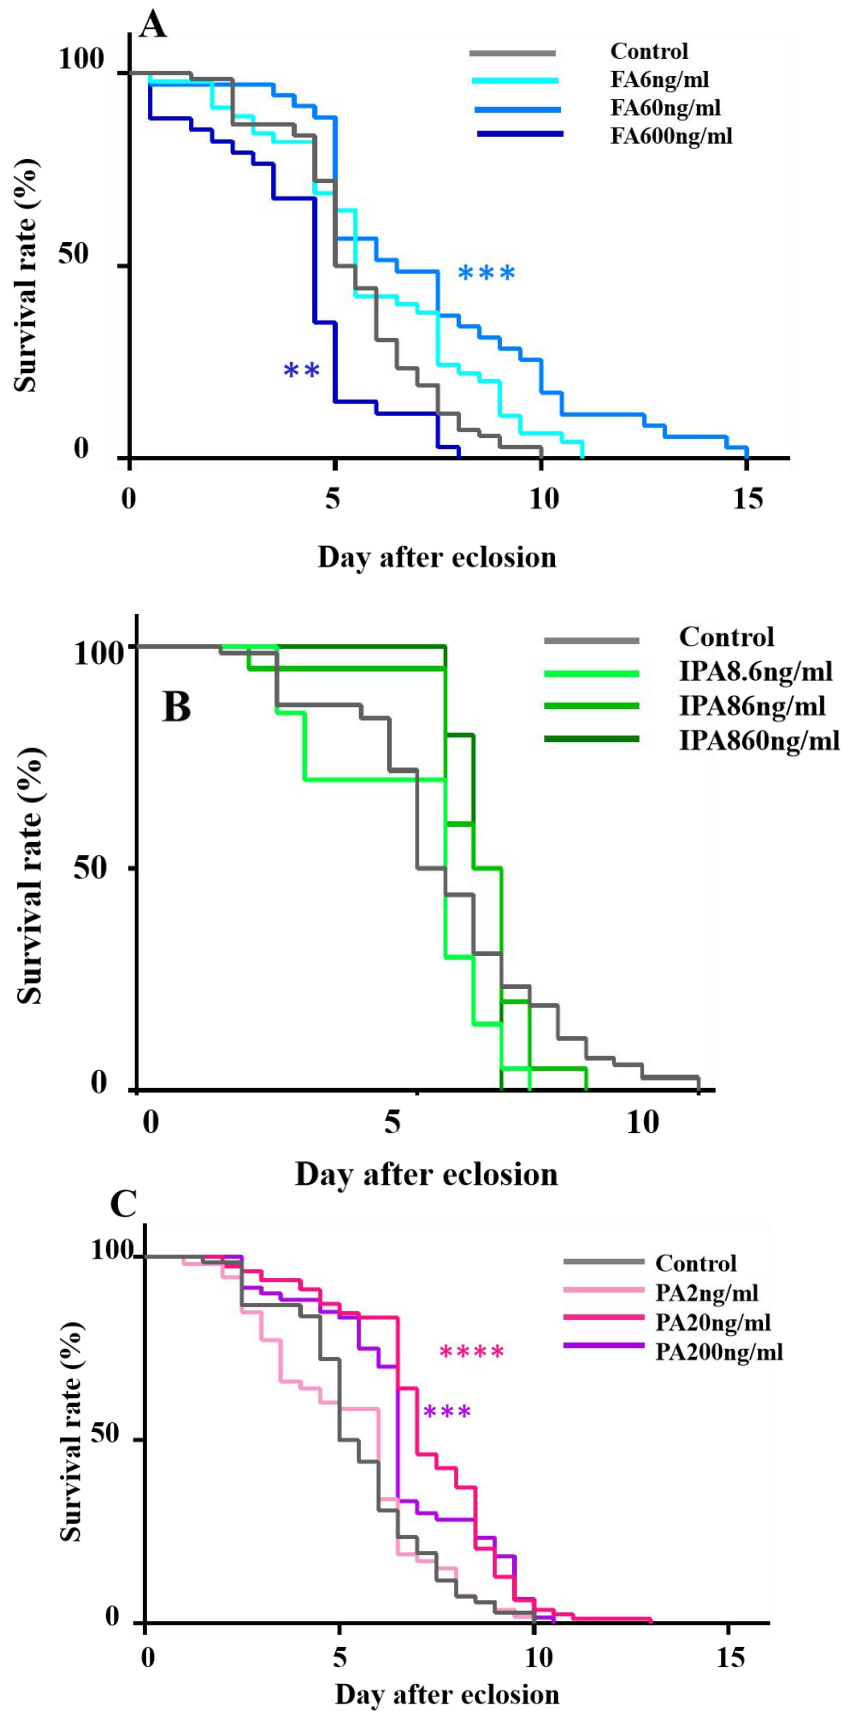 A
100
50
0
Survival rate (%)
Control
FA6ng/ml
FA60ng/ml
FA600ng/ml
***
**
0 5 10 15
Day after eclosion
B
100
50
0
Survival rate (%)
Control
IPA8.6ng/ml
IPA86ng/ml
IPA860ng/ml
0 5 10
Day after eclosion
C
100
50
0
Survival rate (%)
Control
PA2ng/ml
PA20ng/ml
PA200ng/ml
****
***
0 5 10 15
Day after eclosion